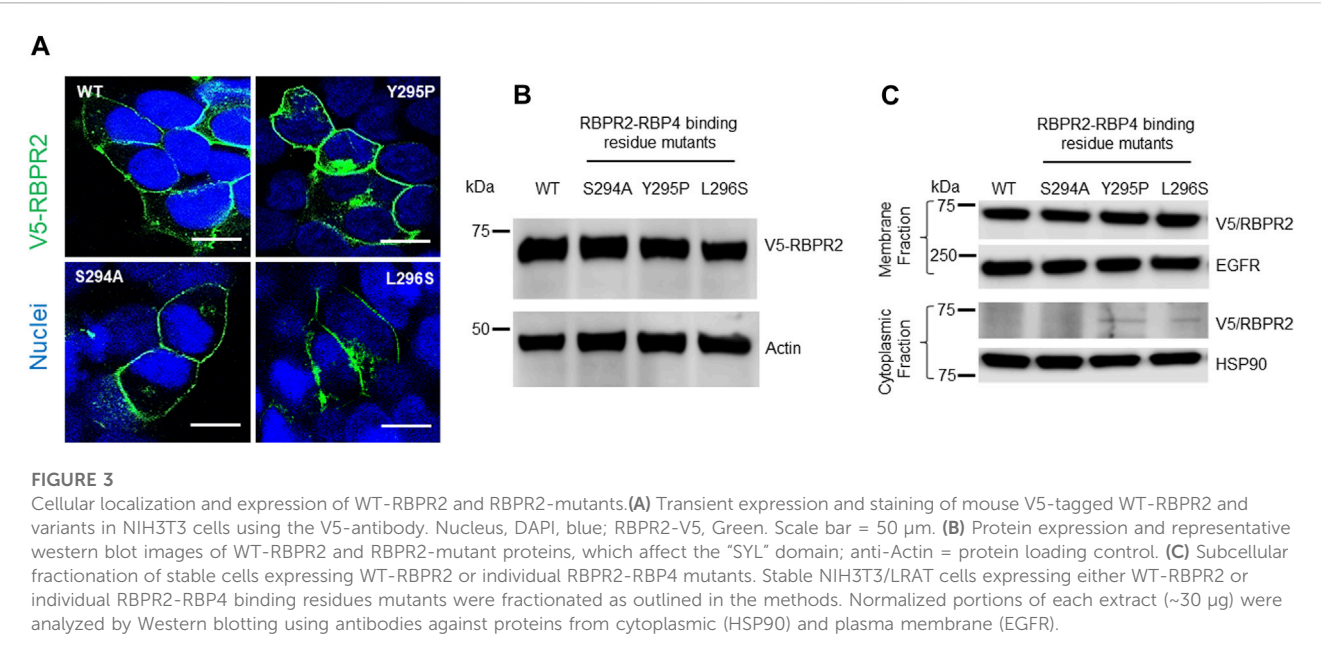 A
V5-RBPR2
Nuclei
WT
Y295P
S294A
L296S
B
RBPR2-RBP4 binding
residue mutants
kDa
WT S294A Y295P L296S
75
V5-RBPR2
50
Actin
C
RBPR2-RBP4 binding
residue mutants
kDa
WT S294A Y295P L296S
Membrane
Fraction
75
V5/RBPR2
250
EGFR
Cytoplasmic
Fraction
75
V5/RBPR2
75
HSP90
FIGURE 3
Cellular localization and expression of WT-RBPR2 and RBPR2-mutants.(A) Transient expression and staining of mouse V5-tagged WT-RBPR2 and
variants in NIH3T3 cells using the V5-antibody. Nucleus, DAPI, blue; RBPR2-V5, Green. Scale bar = 50 µm. (B) Protein expression and representative
western blot images of WT-RBPR2 and RBPR2-mutant proteins, which affect the “SYL” domain; anti-Actin = protein loading control. (C) Subcellular
fractionation of stable cells expressing WT-RBPR2 or individual RBPR2-RBP4 mutants. Stable NIH3T3/LRAT cells expressing either WT-RBPR2 or
individual RBPR2-RBP4 binding residues mutants were fractionated as outlined in the methods. Normalized portions of each extract (~30 µg) were
analyzed by Western blotting using antibodies against proteins from cytoplasmic (HSP90) and plasma membrane (EGFR).